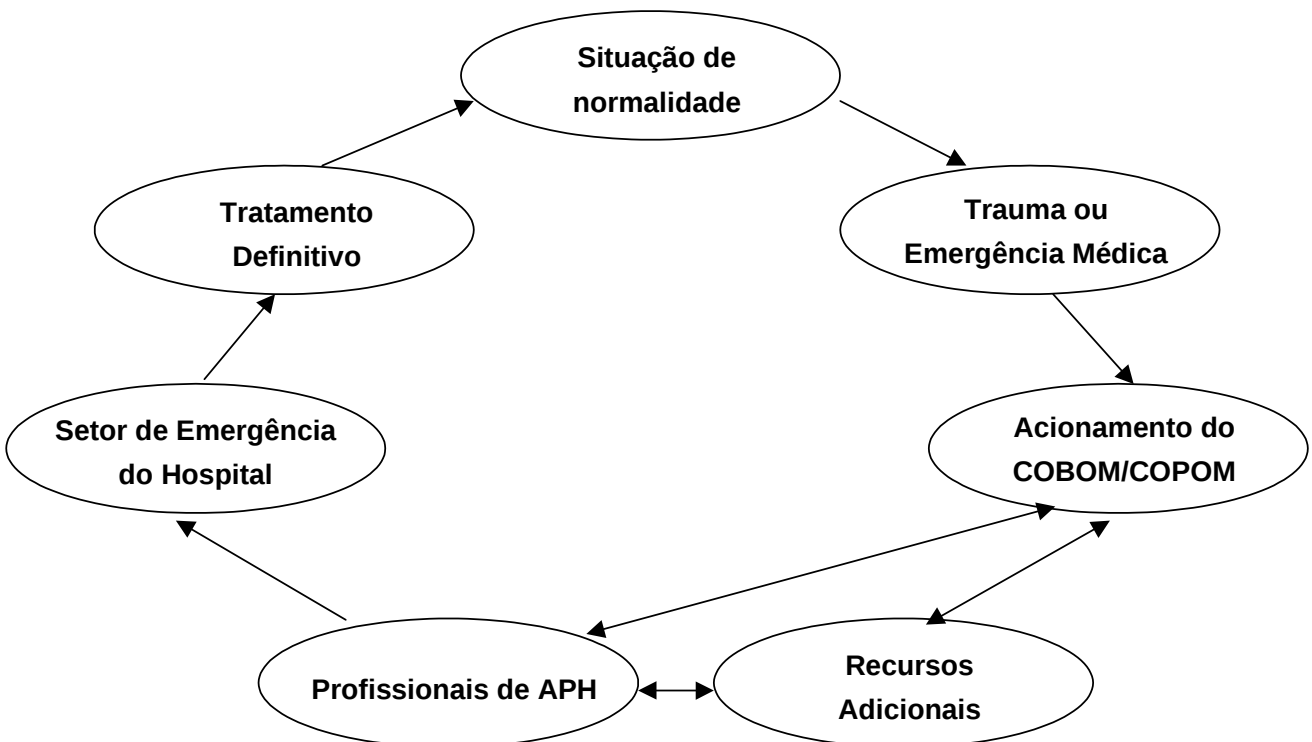 Situação de
normalidade
Tratamento
Definitivo
Trauma ou
Emergência Médica
Setor de Emergência
do Hospital
Acionamento do
COBOM/COPOM
Profissionais de APH
Recursos
Adicionais